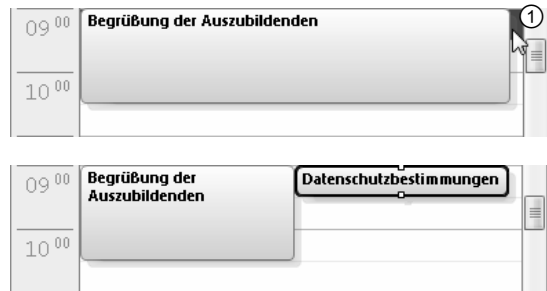 09 00 Begrüßung der Auszubildenden ①
10 00
09 00 Begrüßung der Datenschutzbestimmungen
Auszubildenden
10 00